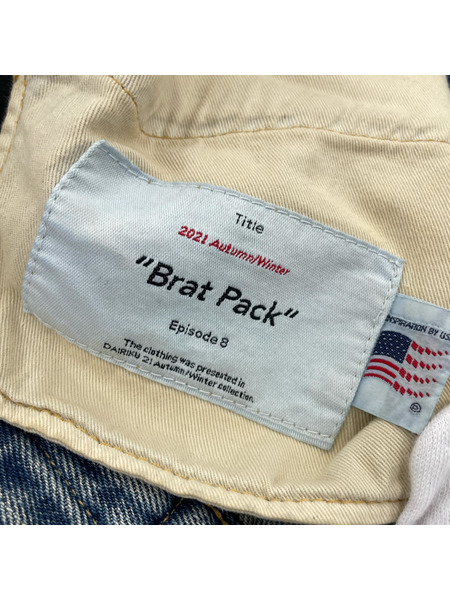 Title
2021 Autumn/Winter
"Brat Pack"
Episode 8
The clothing was presented in
DAIRIKU 21 Autumn/Winter collection.
INSPIRATION BY US